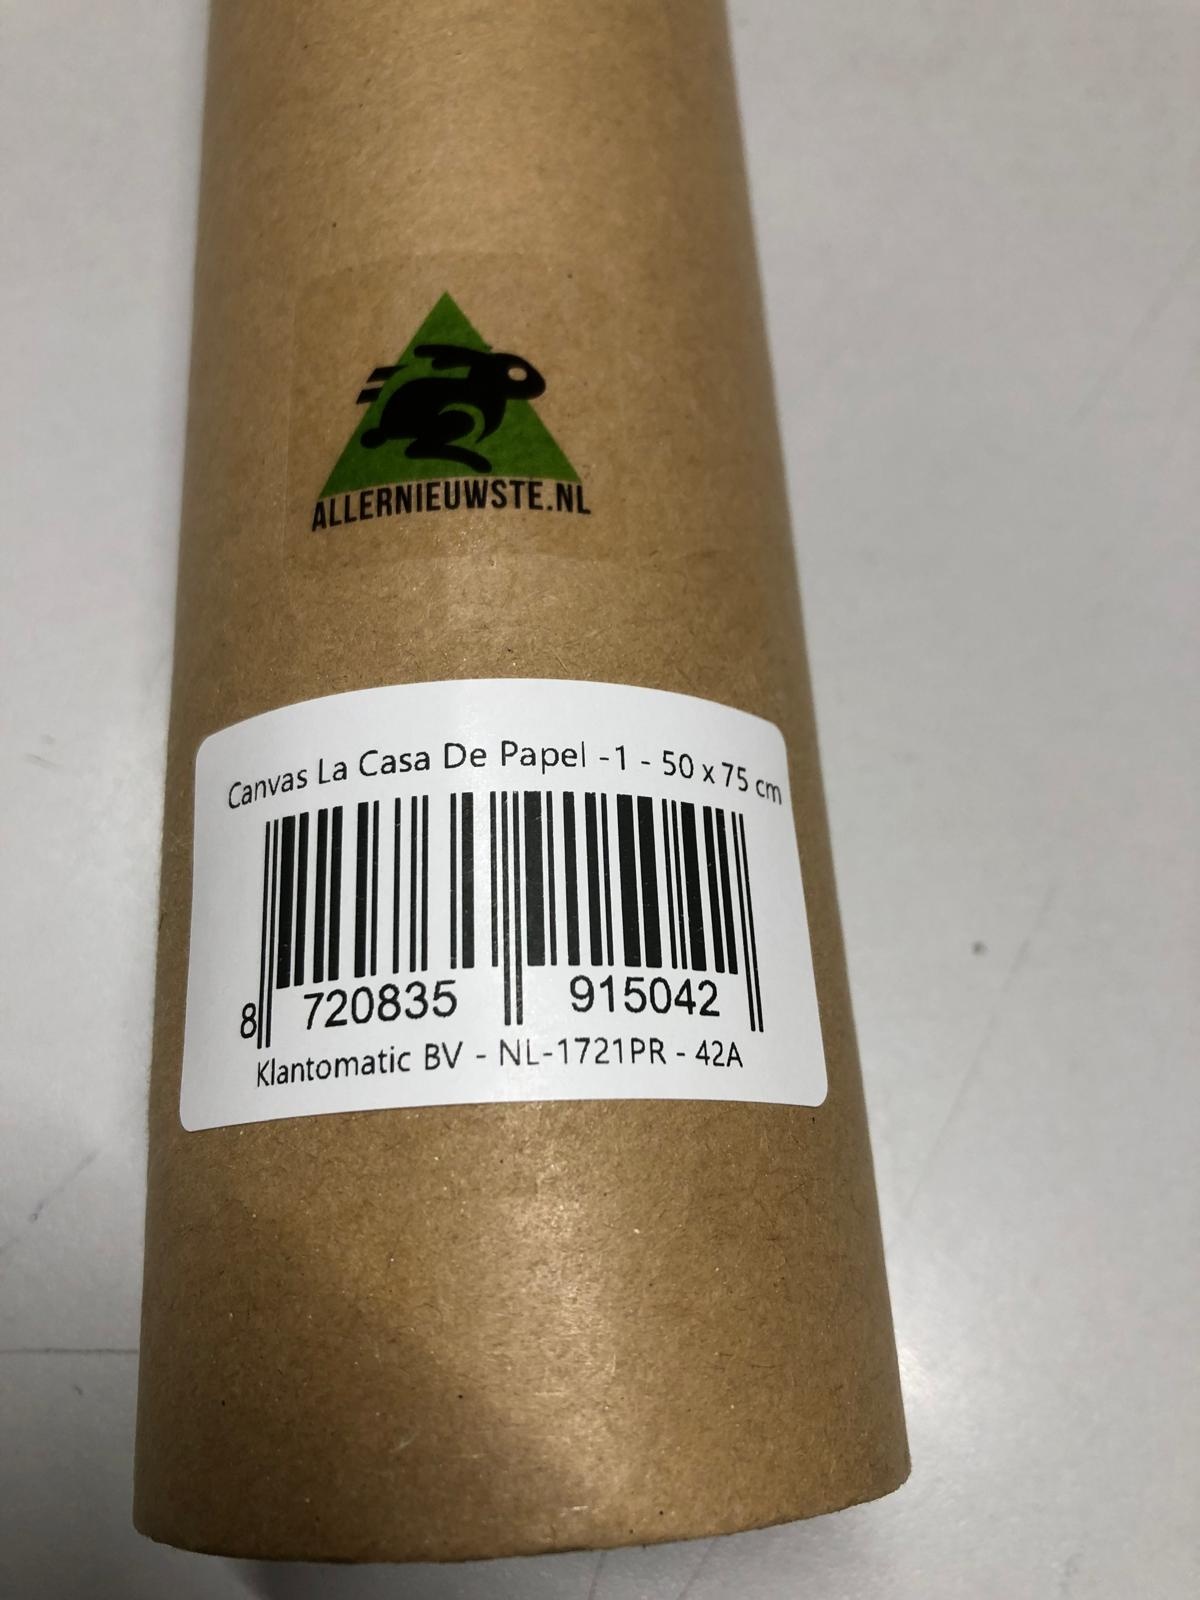 ALLERNIEUWSTE.NL
Canvas La Casa De Papel -1 - 50 x 75 cm
8 720835 915042
Klantomatic BV - NL-1721PR - 42A